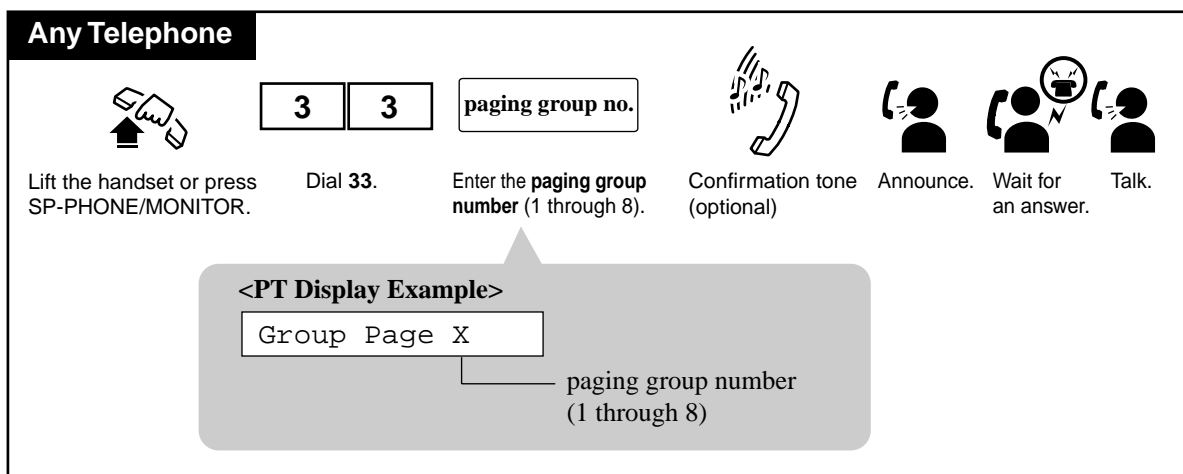 Any Telephone
3 3 paging group no.
Lift the handset or press
SP-PHONE/MONITOR.
Dial 33.
Enter the paging group
number (1 through 8).
Confirmation tone
(optional)
Announce.
Wait for
an answer.
Talk.
<PT Display Example>
Group Page X
paging group number
(1 through 8)